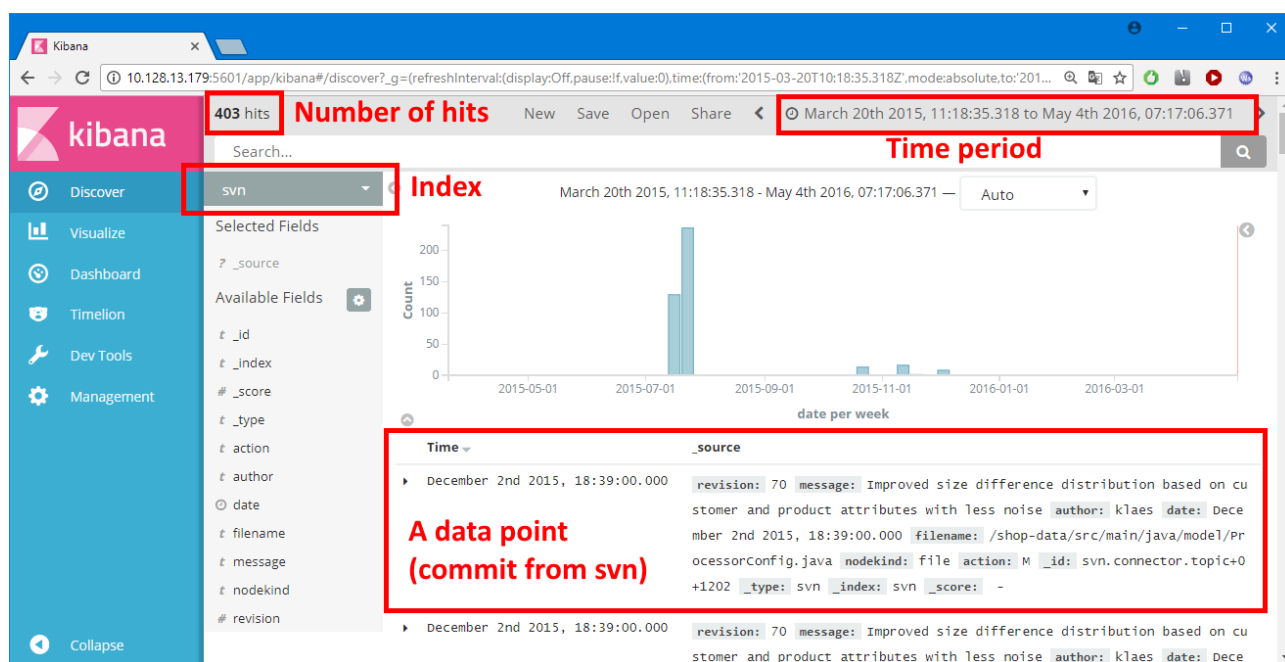 Kibana
10.128.13.179:5601/app/kibana#/discover?_g=(refreshInterval:(display:Off,pause:!f,value:0),time:(from:'2015-03-20T10:18:35.318Z',mode:absolute,to:'201...
kibana
403 hits
Number of hits
New Save Open Share
March 20th 2015, 11:18:35.318 to May 4th 2016, 07:17:06.371
Time period
Search...
Discover
Visualize
Dashboard
Timelion
Dev Tools
Management
Collapse
svn
Index
Selected Fields
? _source
Available Fields
t _id
t _index
# _score
t _type
t action
t author
date
t filename
t message
t nodekind
# revision
March 20th 2015, 11:18:35.318 - May 4th 2016, 07:17:06.371 —
Auto
Count
200
150
100
50
0
2015-05-01 2015-07-01 2015-09-01 2015-11-01 2016-01-01 2016-03-01
date per week
Time _source
December 2nd 2015, 18:39:00.000
A data point
(commit from svn)
revision: 70 message: Improved size difference distribution based on cu
stomer and product attributes with less noise author: klaes date: Dece
mber 2nd 2015, 18:39:00.000 filename: /shop-data/src/main/java/model/Pr
ocessorConfig.java nodekind: file action: M _id: svn.connector.topic+0
+1202 _type: svn _index: svn _score: -
December 2nd 2015, 18:39:00.000
revision: 70 message: Improved size difference distribution based on cu
stomer and product attributes with less noise author: klaes date: Dece